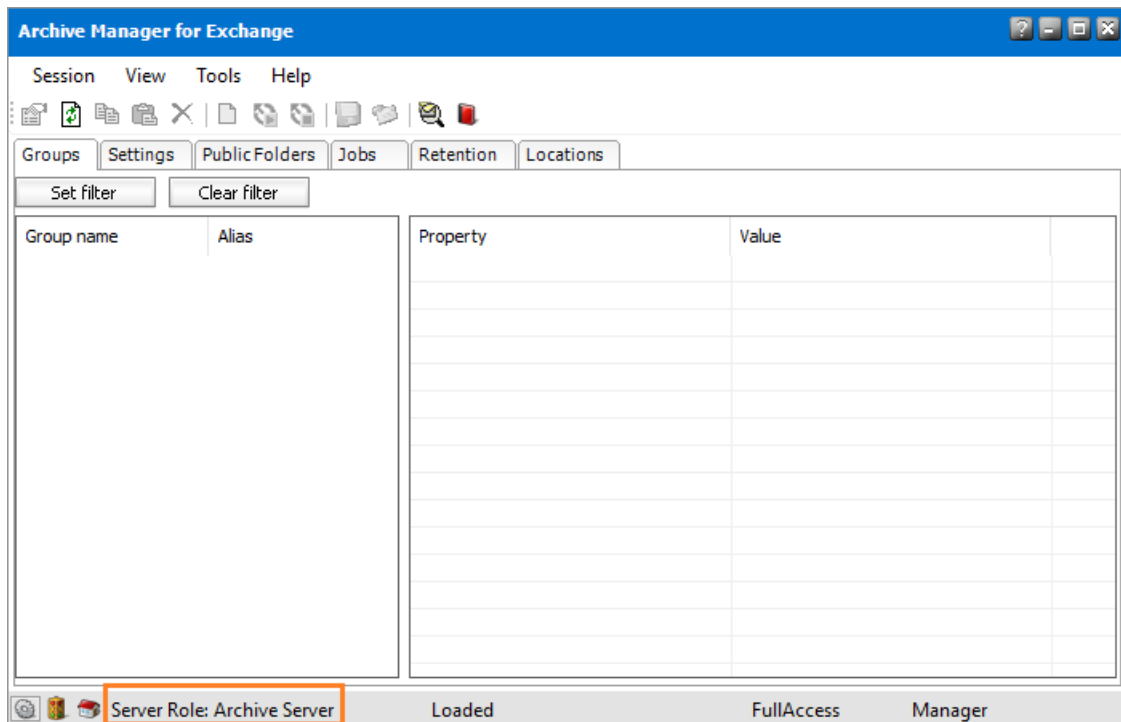 Archive Manager for Exchange
Session View Tools Help
Groups Settings Public Folders Jobs Retention Locations
Set filter Clear filter
Group name Alias Property Value
Server Role: Archive Server Loaded FullAccess Manager